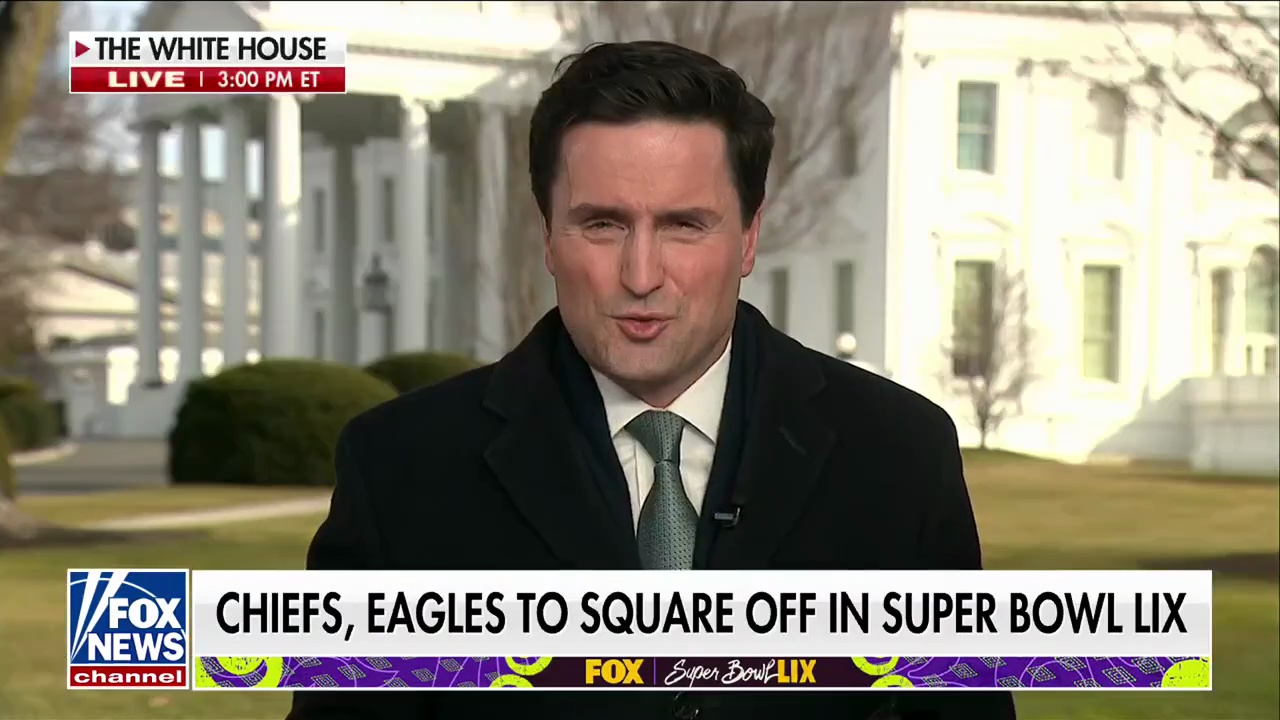 THE WHITE HOUSE
LIVE | 3:00 PM ET
CHIEFS, EAGLES TO SQUARE OFF IN SUPER BOWL LIX
FOX
NEWS
channel
FOX | Super Bowl LIX